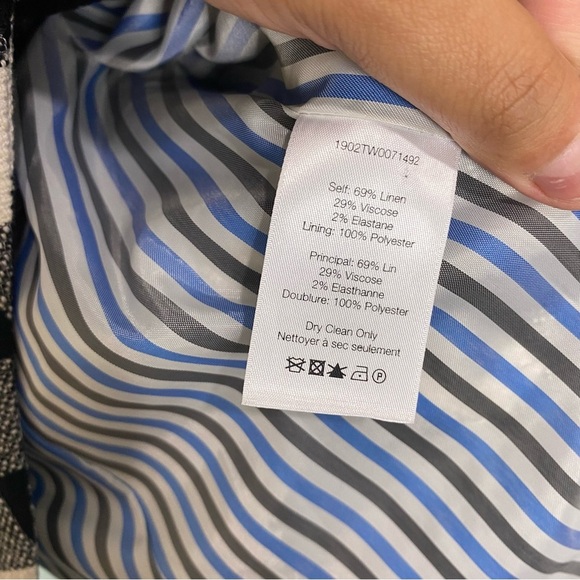 1902TW0071492
Self: 69% Linen
29% Viscose
2% Elastane
Lining: 100% Polyester
Principal: 69% Lin
29% Viscose
2% Elasthanne
Doublure: 100% Polyester
Dry Clean Only
Nettoyer à sec seulement
P